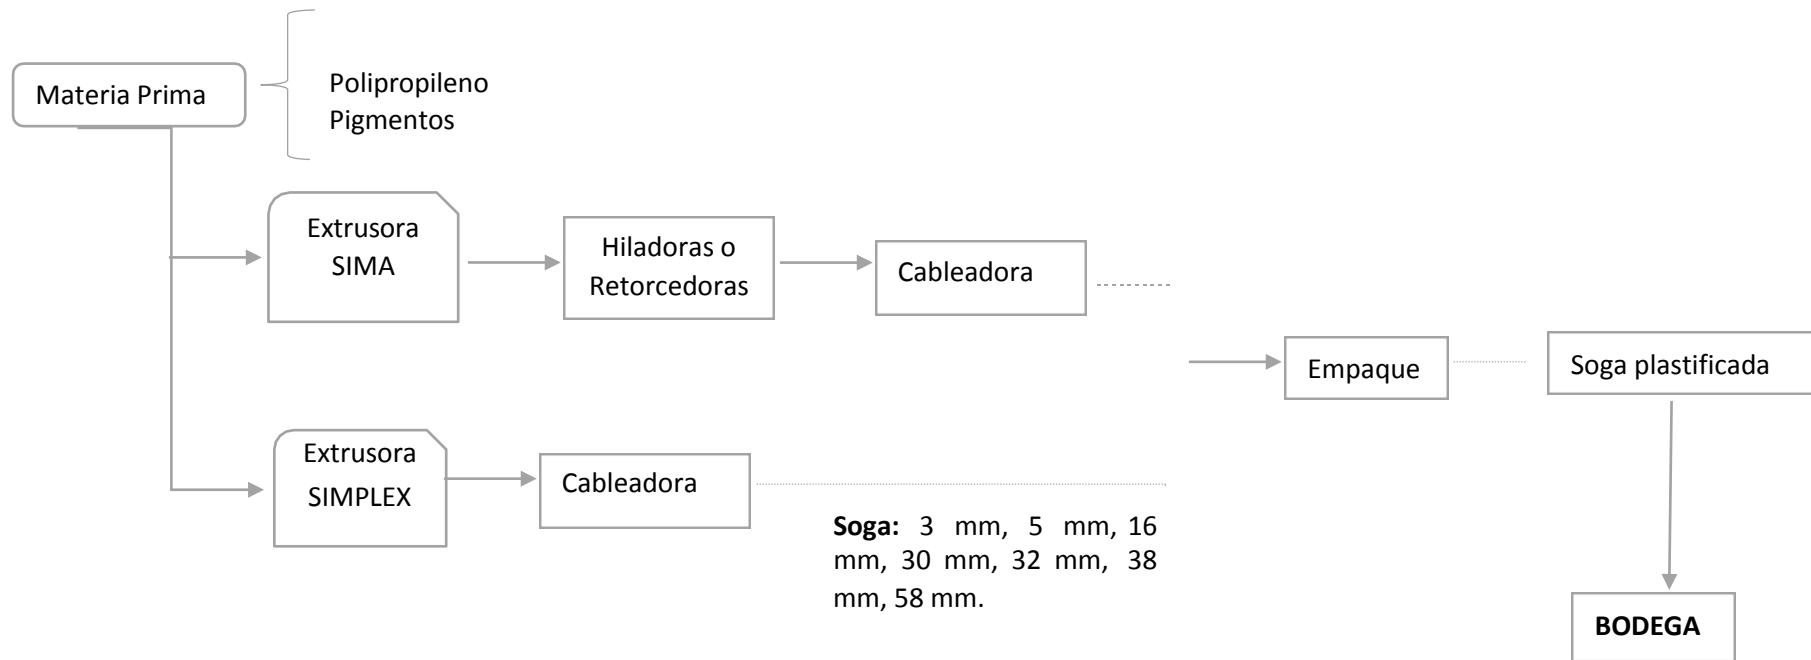 Materia Prima
Polipropileno
Pigmentos
Extrusora
SIMA
Hiladoras o
Retorcedoras
Cableadora
Empaque
Soga plastificada
Extrusora
SIMPLEX
Cableadora
Soga: 3 mm, 5 mm, 16
mm, 30 mm, 32 mm, 38
mm, 58 mm.
BODEGA